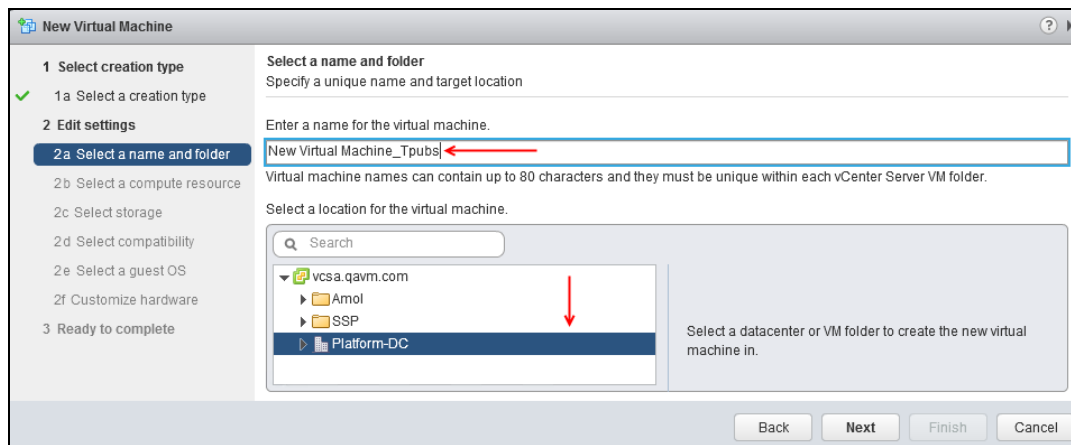 New Virtual Machine
?
1 Select creation type
1a Select a creation type
2 Edit settings
2a Select a name and folder
2b Select a compute resource
2c Select storage
2d Select compatibility
2e Select a guest OS
2f Customize hardware
3 Ready to complete
Select a name and folder
Specify a unique name and target location
Enter a name for the virtual machine.
New Virtual Machine_Tpubs
Virtual machine names can contain up to 80 characters and they must be unique within each vCenter Server VM folder.
Select a location for the virtual machine.
Search
vcsa.qavm.com
Amol
SSP
Platform-DC
Select a datacenter or VM folder to create the new virtual
machine in.
Back Next Finish Cancel